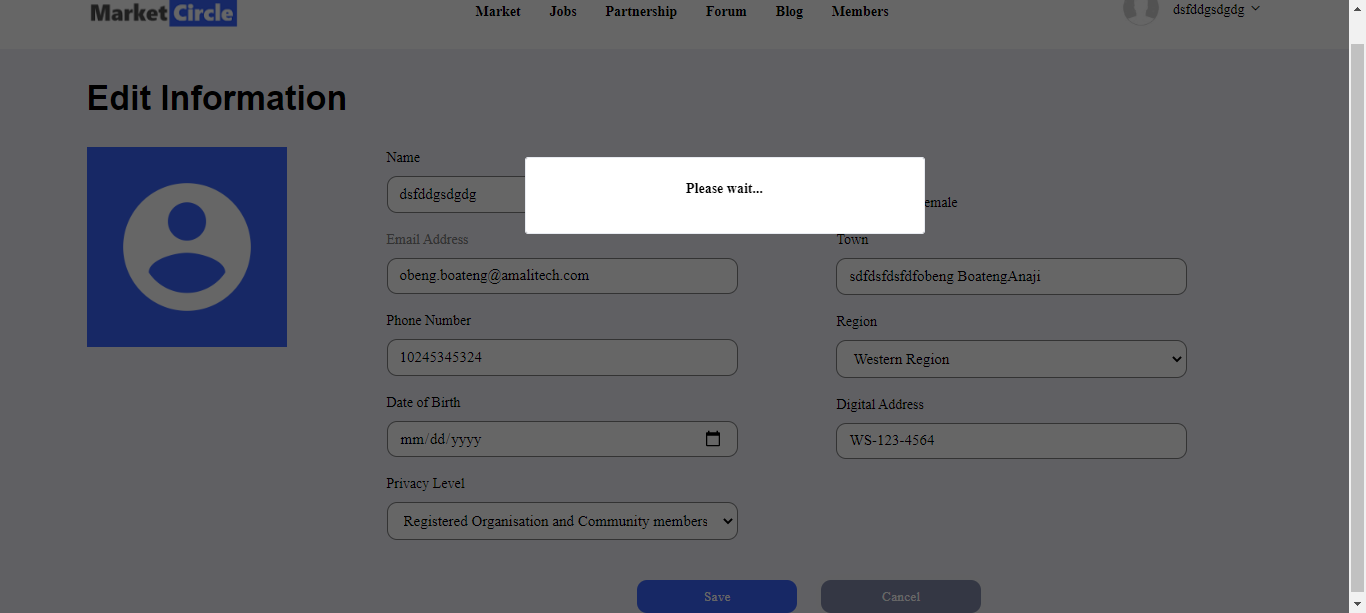 Market Circle
Market Jobs Partnership Forum Blog Members
dsfddgsdgdg
Edit Information
Name
dsfddgsdgdg
Please wait...
emale
Email Address
obeng.boateng@amalitech.com
Town
sdfdsfdsfdfobeng BoatengAnaji
Phone Number
10245345324
Region
Western Region
Date of Birth
mm/dd/yyyy
Digital Address
WS-123-4564
Privacy Level
Registered Organisation and Community members
Save
Cancel